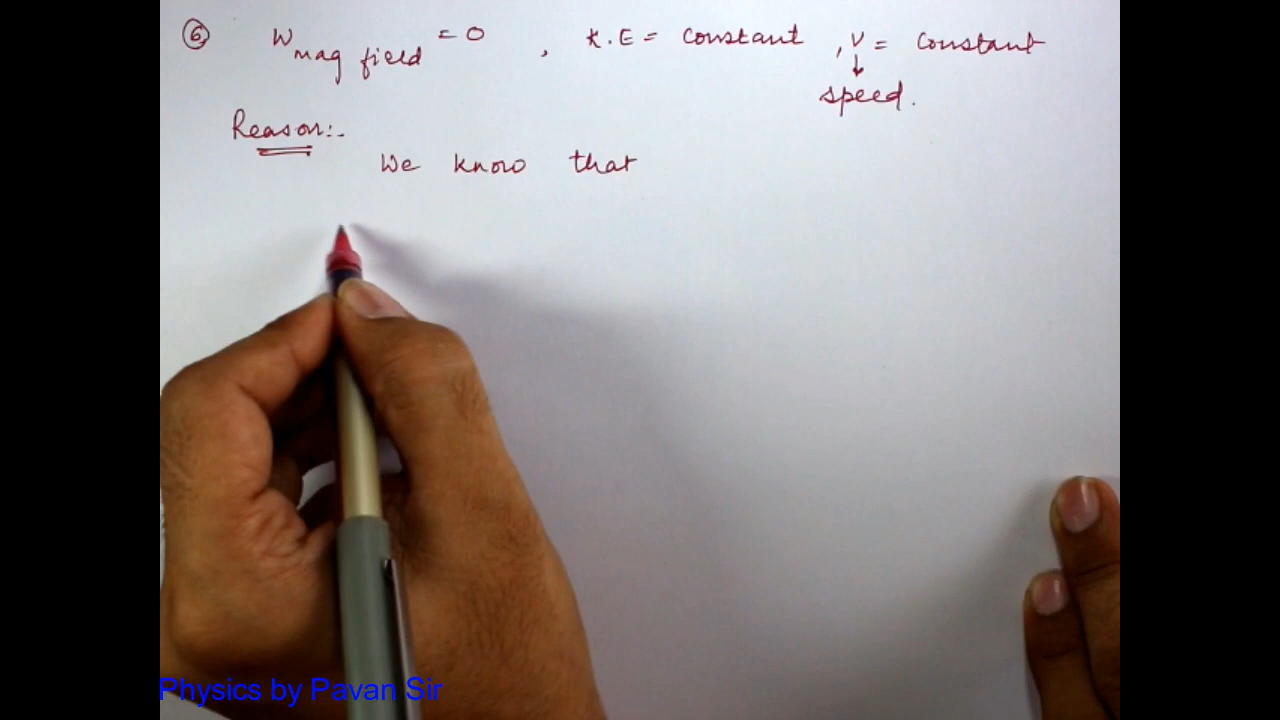 ⑥ W mag field = 0 , K.E = Constant , V = Constant
↓
speed.
Reason:-
We know that
Physics by Pavan Sir